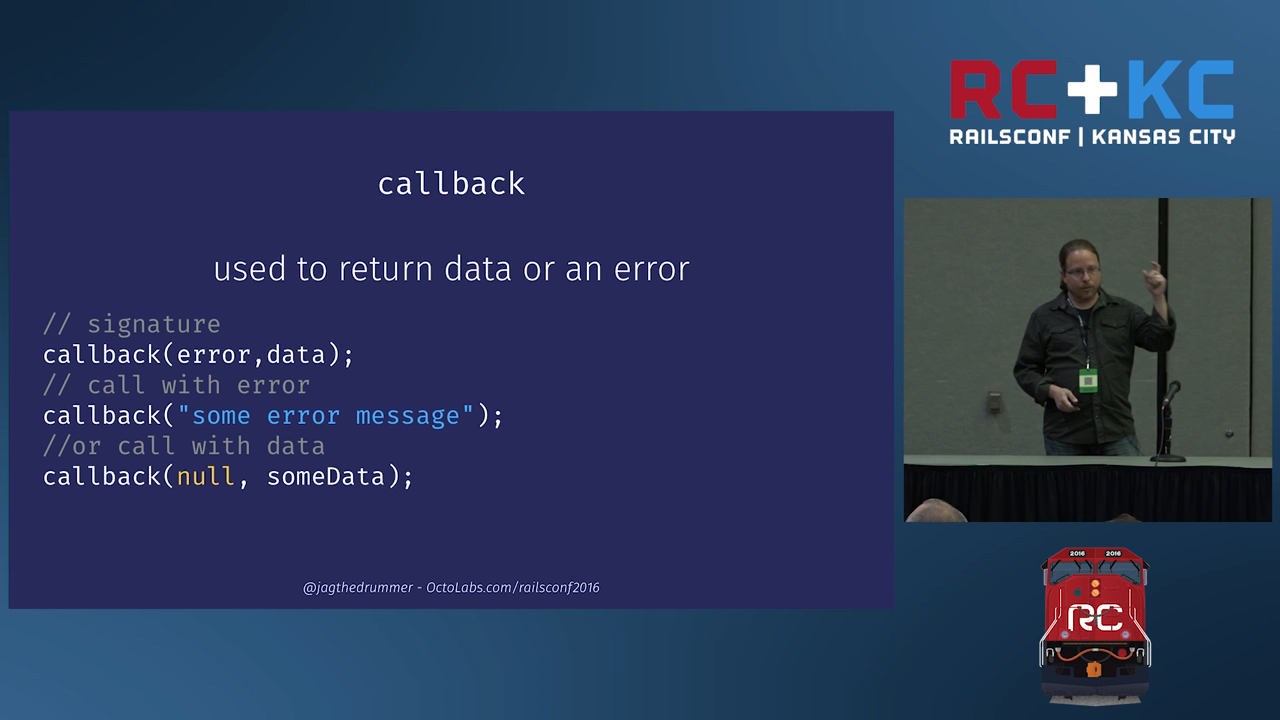 callback
used to return data or an error
// signature
callback(error,data);
// call with error
callback("some error message");
//or call with data
callback(null, someData);
@jagthedrummer - OctoLabs.com/railsconf2016
RC+KC
RAILSCONF | KANSAS CITY
2016 2016
RC